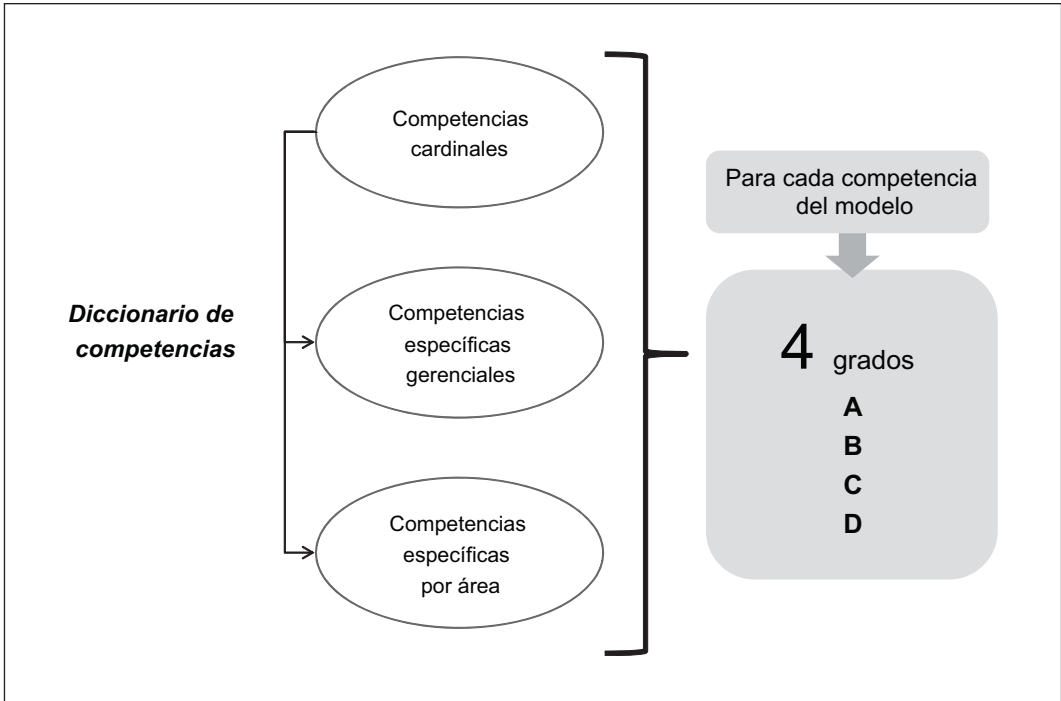 Diccionario de
competencias
Competencias
cardinales
Competencias
específicas
gerenciales
Competencias
específicas
por área
Para cada competencia
del modelo
4 grados
A
B
C
D